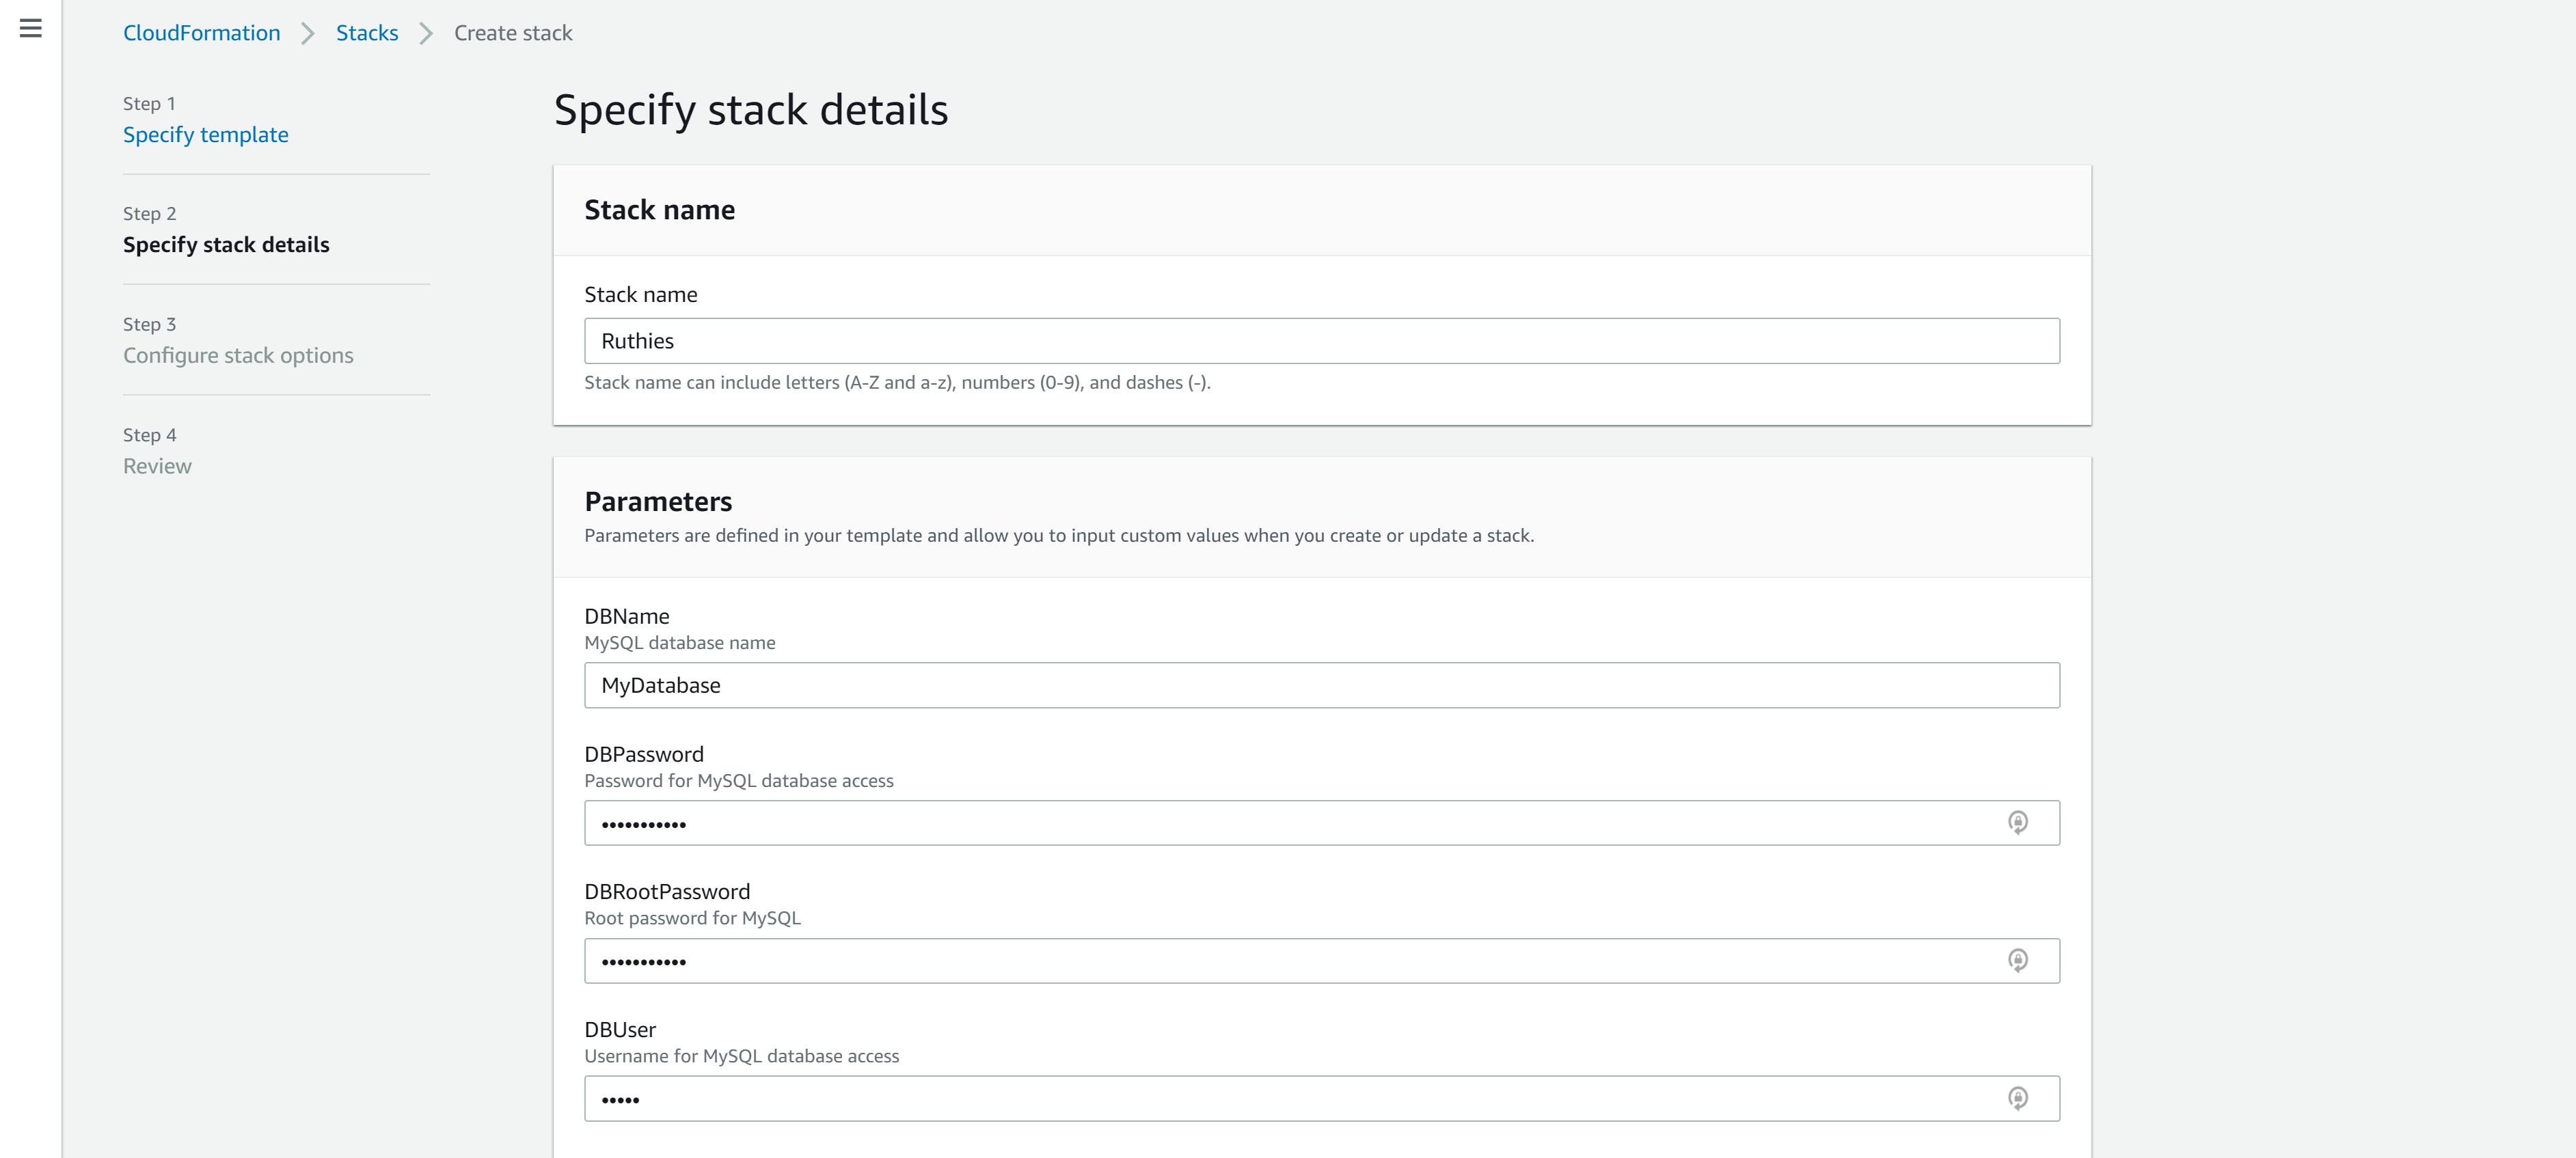 CloudFormation > Stacks > Create stack
Step 1
Specify template
Step 2
Specify stack details
Step 3
Configure stack options
Step 4
Review
Specify stack details
Stack name
Stack name
Ruthies
Stack name can include letters (A-Z and a-z), numbers (0-9), and dashes (-).
Parameters
Parameters are defined in your template and allow you to input custom values when you create or update a stack.
DBName
MySQL database name
MyDatabase
DBPassword
Password for MySQL database access
•••••••••••
DBRootPassword
Root password for MySQL
•••••••••••
DBUser
Username for MySQL database access
•••••